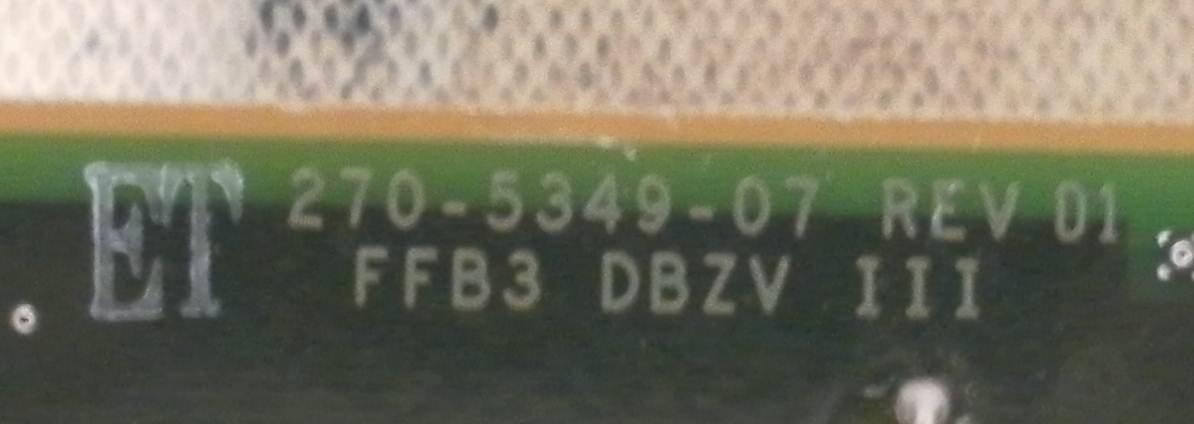 ET 270-5349-07 REV 01
FFB3 DBZV III